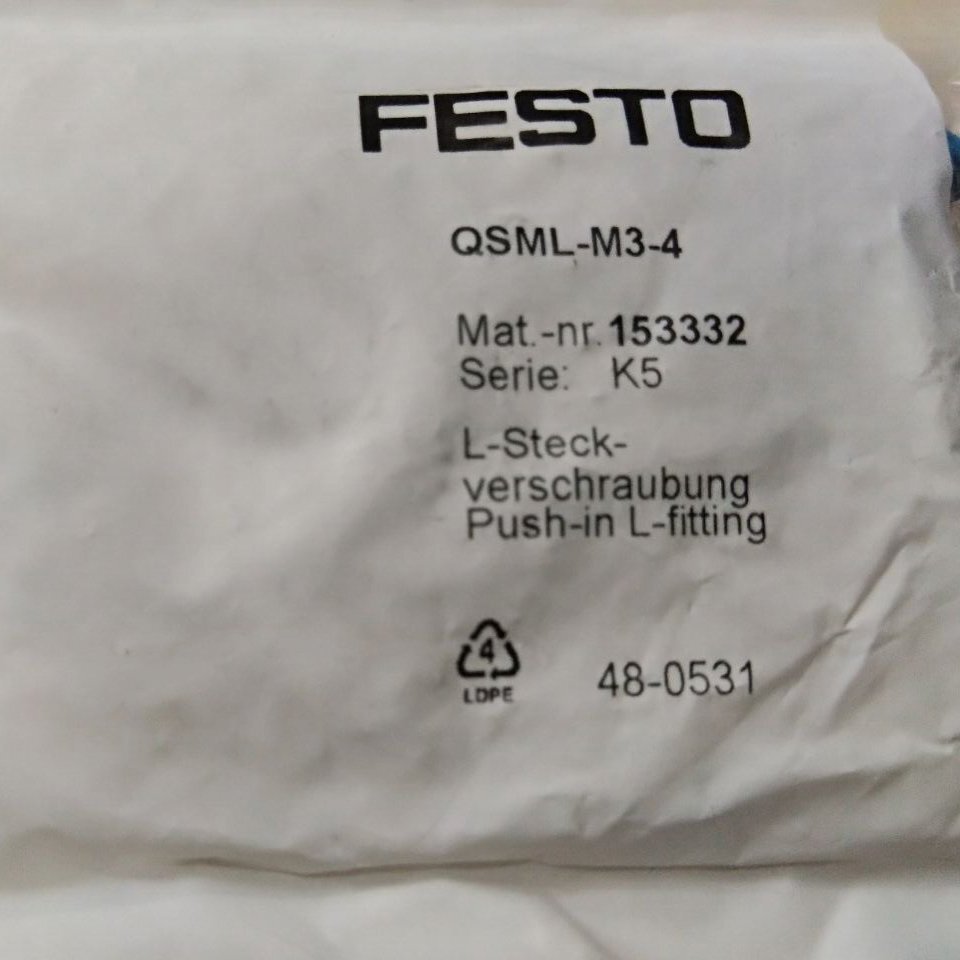 FESTO
QSML-M3-4
Mat.-nr. 153332
Serie: K5
L-Steck-
verschraubung
Push-in L-fitting
4
LDPE
48-0531